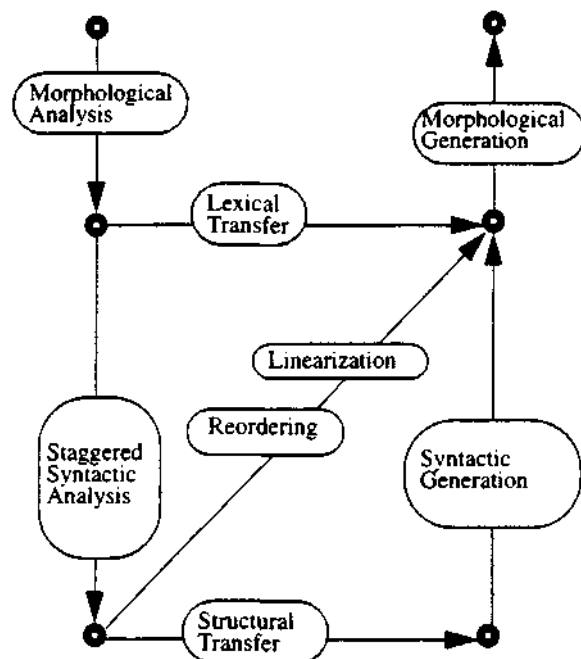 Morphological
Analysis
Morphological
Generation
Lexical
Transfer
Linearization
Reordering
Staggered
Syntactic
Analysis
Syntactic
Generation
Structural
Transfer